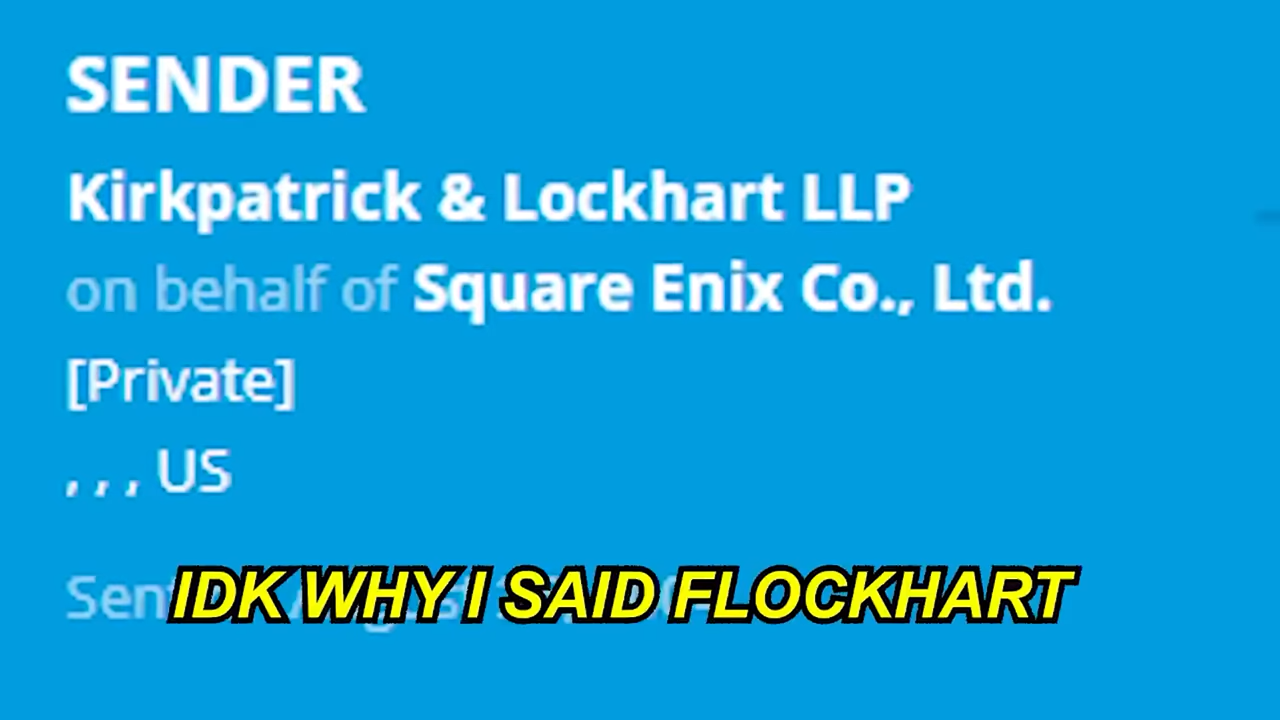 SENDER
Kirkpatrick & Lockhart LLP
on behalf of Square Enix Co., Ltd.
[Private]
, , , US
IDK WHY I SAID FLOCKHART